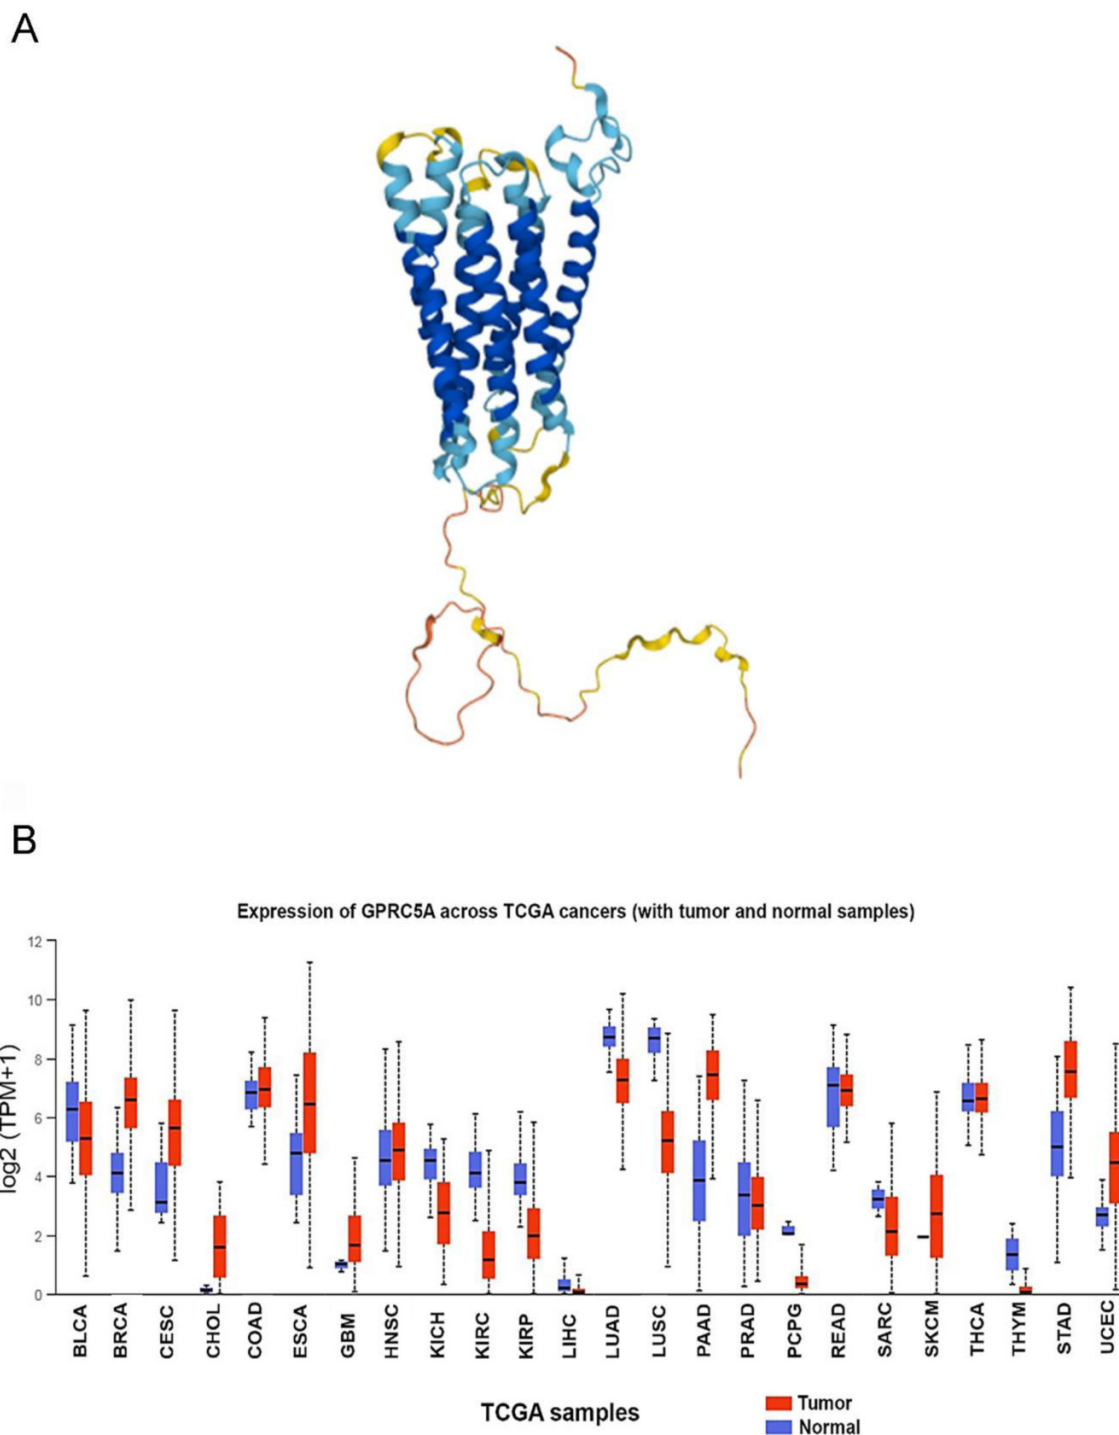 A
B
Expression of GPRC5A across TCGA cancers (with tumor and normal samples)
12
10
8
6
4
2
0
log2 (TPM+1)
BLCA
BRCA
CESC
CHOL
COAD
ESCA
GBM
HNSC
KICH
KIRC
KIRP
LIHC
LUAD
LUSC
PAAD
PRAD
PCPG
READ
SARC
SKCM
THCA
THYM
STAD
UCEC
TCGA samples
Tumor
Normal